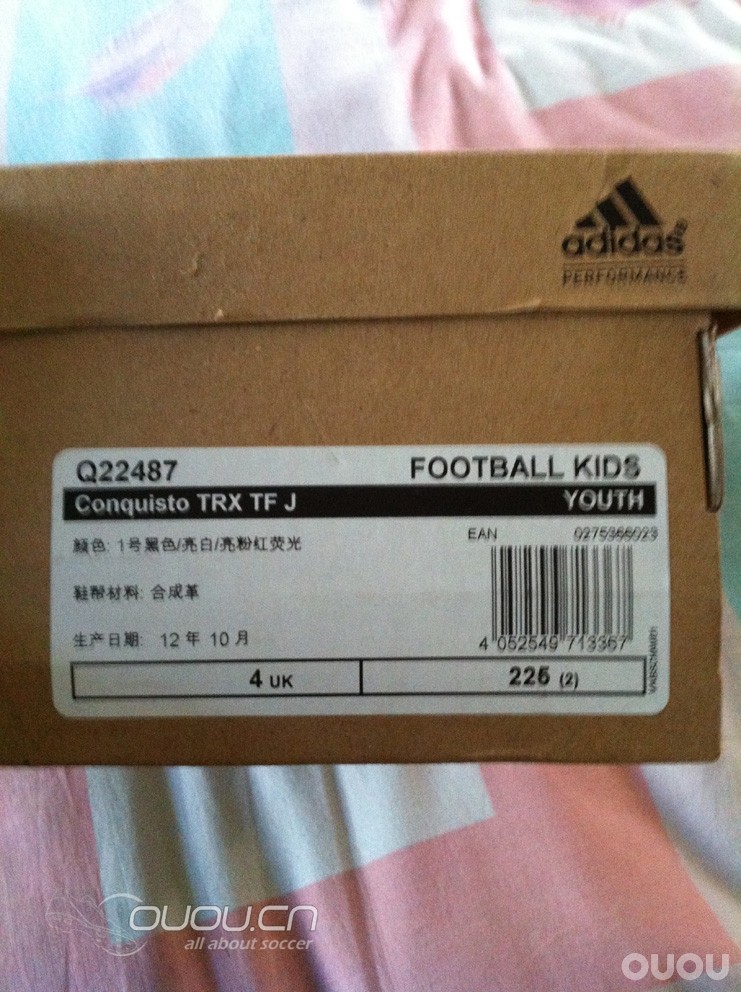 adidas
PERFORMANCE
Q22487 FOOTBALL KIDS
Conquisto TRX TF J YOUTH
颜色: 1号黑色/亮白/亮粉红荧光
EAN 0275366023
鞋帮材料: 合成革
生产日期: 12 年 10 月
4 052549 713367
4 UK 225 (2)
OUOU.CN
all about soccer
OUOU